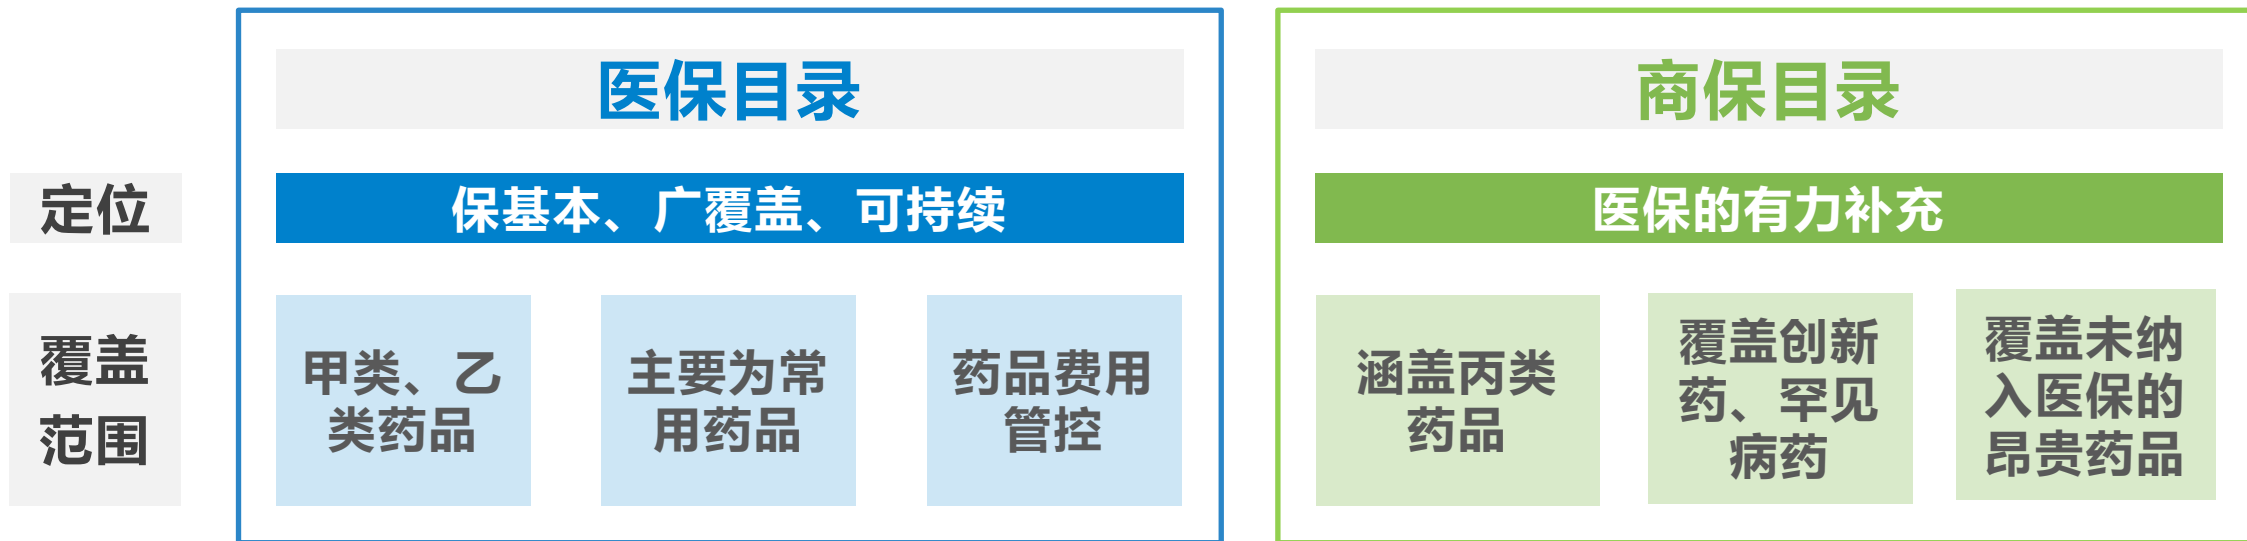 医保目录
商保目录
定位
保基本、广覆盖、可持续
医保的有力补充
覆盖
范围
甲类、乙
类药品
主要为常
用药品
药品费用
管控
涵盖丙类
药品
覆盖创新
药、罕见
病药
覆盖未纳
入医保的
昂贵药品